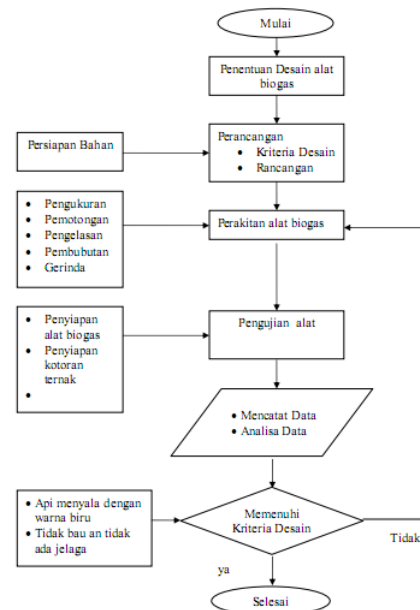 Mulai
Penentuan Desain alat
biogas
Persiapan Bahan
Perancangan
• Kriteria Desain
• Rancangan
• Pengukuran
• Pemotongan
• Pengelasan
• Pembubutan
• Gerinda
Perakitan alat biogas
• Penyiapan
alat biogas
• Penyiapan
kotoran
ternak
•
Pengujian alat
• Mencatat Data
• Analisa Data
• Api menyala dengan
warna biru
• Tidak bau an tidak
ada jelaga
Memenuhi
Kriteria Desain
Tidak
ya
Selesai